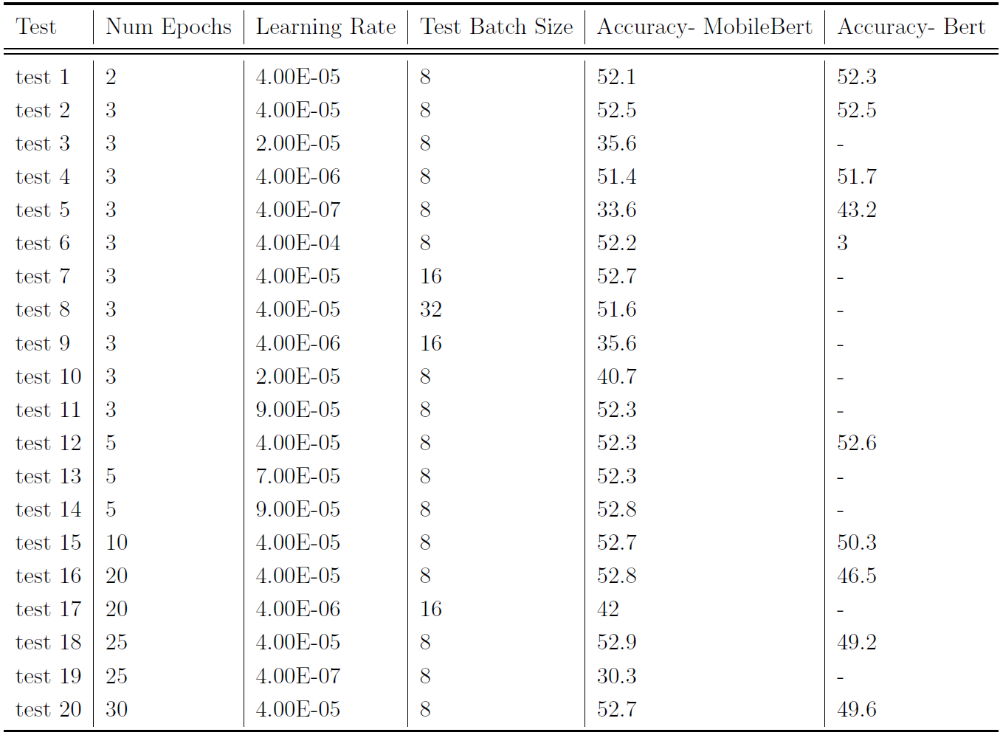 Test Num Epochs Learning Rate Test Batch Size Accuracy- MobileBert Accuracy- Bert
test 1 2 4.00E-05 8 52.1 52.3
test 2 3 4.00E-05 8 52.5 52.5
test 3 3 2.00E-05 8 35.6 -
test 4 3 4.00E-06 8 51.4 51.7
test 5 3 4.00E-07 8 33.6 43.2
test 6 3 4.00E-04 8 52.2 3
test 7 3 4.00E-05 16 52.7 -
test 8 3 4.00E-05 32 51.6 -
test 9 3 4.00E-06 16 35.6 -
test 10 3 2.00E-05 8 40.7 -
test 11 3 9.00E-05 8 52.3 -
test 12 5 4.00E-05 8 52.3 52.6
test 13 5 7.00E-05 8 52.3 -
test 14 5 9.00E-05 8 52.8 -
test 15 10 4.00E-05 8 52.7 50.3
test 16 20 4.00E-05 8 52.8 46.5
test 17 20 4.00E-06 16 42 -
test 18 25 4.00E-05 8 52.9 49.2
test 19 25 4.00E-07 8 30.3 -
test 20 30 4.00E-05 8 52.7 49.6